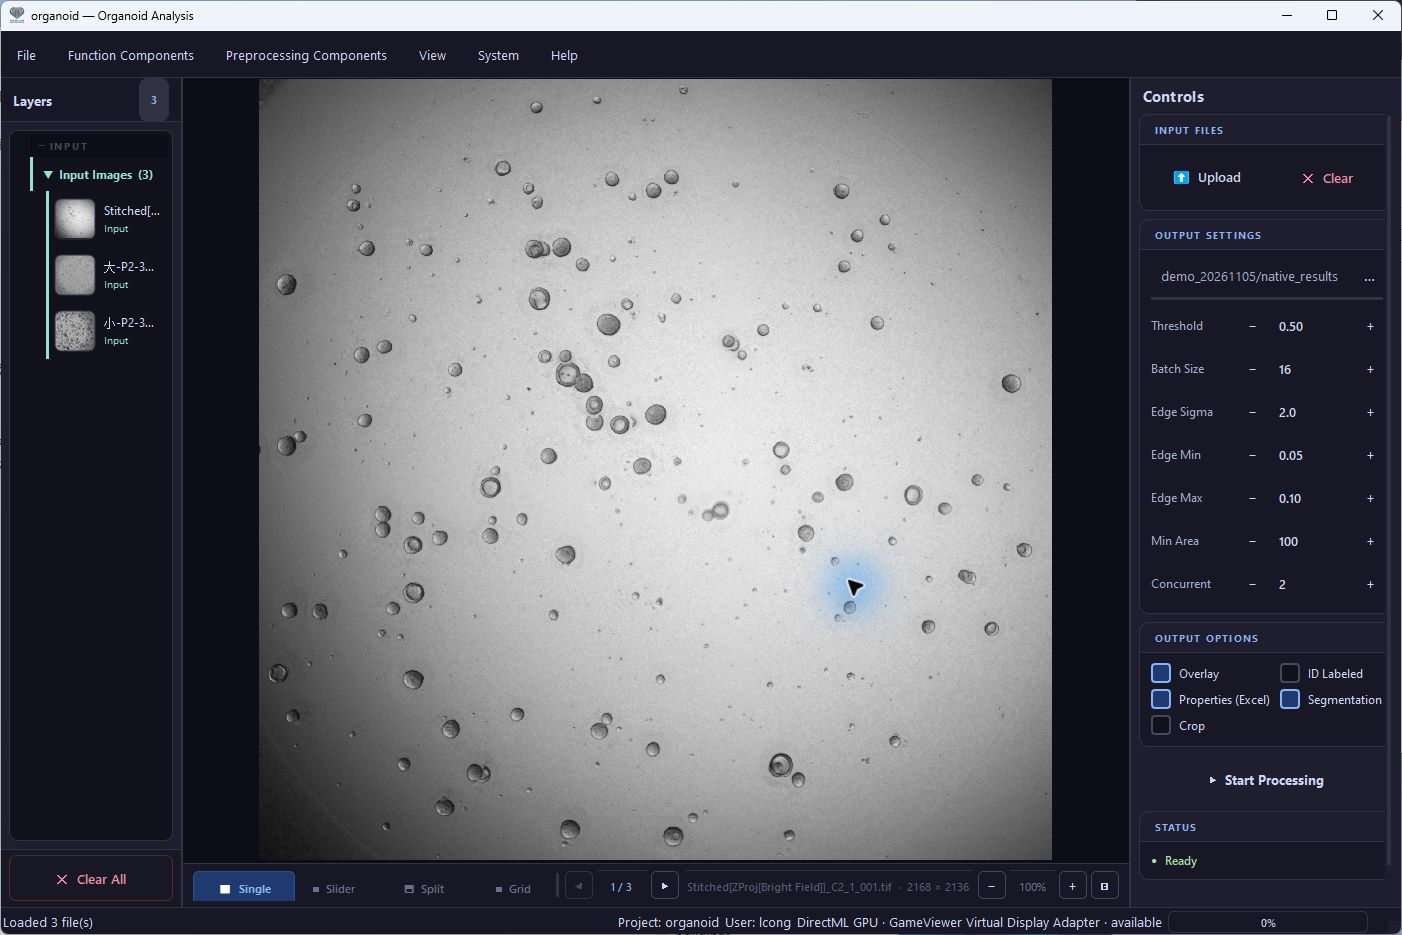 organoid — Organoid Analysis
File Function Components Preprocessing Components View System Help
Layers 3
INPUT
▼ Input Images (3)
Stitched[...
Input
大-P2-3...
Input
小-P2-3...
Input
Clear All
Controls
INPUT FILES
Upload Clear
OUTPUT SETTINGS
demo_20261105/native_results ...
Threshold − 0.50 +
Batch Size − 16 +
Edge Sigma − 2.0 +
Edge Min − 0.05 +
Edge Max − 0.10 +
Min Area − 100 +
Concurrent − 2 +
OUTPUT OPTIONS
Overlay ID Labeled
Properties (Excel) Segmentation
Crop
Start Processing
STATUS
• Ready
Single Slider Split Grid 1 / 3 Stitched[ZProj[Bright Field]]_C2_1_001.tif · 2168 × 2136 − 100% +
Loaded 3 file(s) Project: organoid User: lcong DirectML GPU · GameViewer Virtual Display Adapter · available 0%